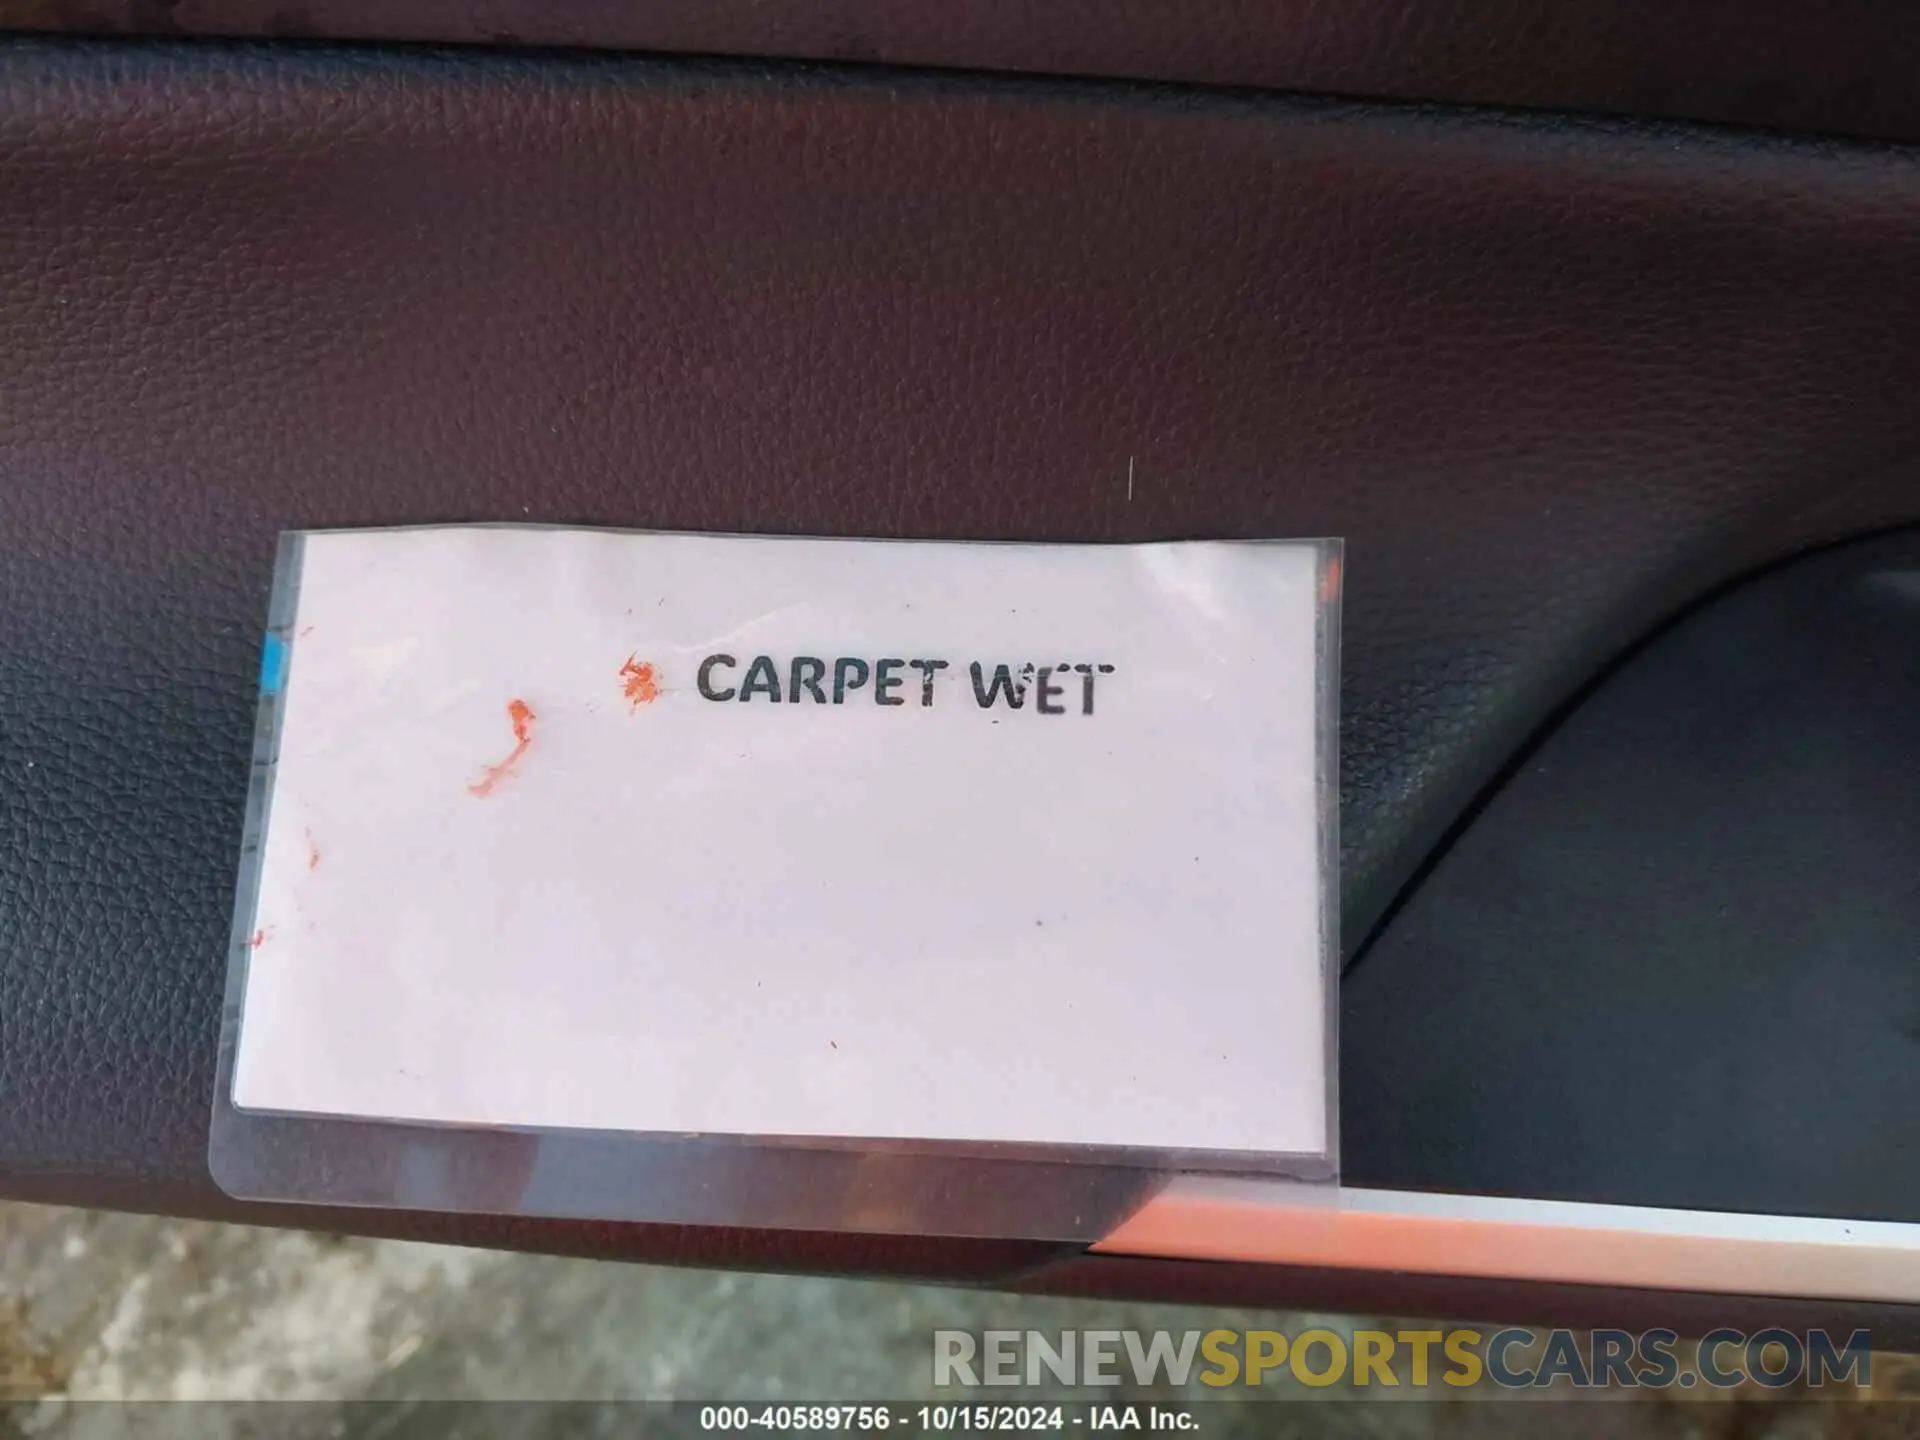 CARPET WET
RENEWSPORTSCARS.COM
000-40589756 - 10/15/2024 - IAA Inc.